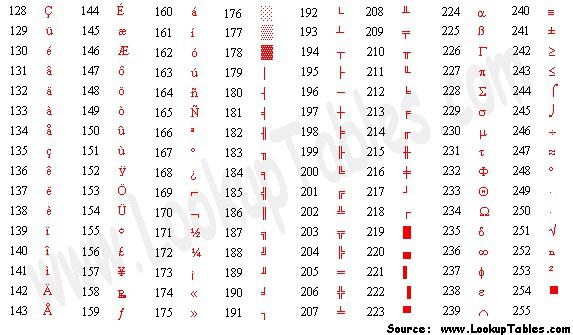 128 Ç 144 É 160 á 176 ░ 192 └ 208 ╨ 224 α 240 ≡
129 ü 145 æ 161 í 177 ▒ 193 ┴ 209 ╤ 225 ß 241 ±
130 é 146 Æ 162 ó 178 ▓ 194 ┬ 210 ╥ 226 Γ 242 ≥
131 â 147 ô 163 ú 179 │ 195 ├ 211 ╙ 227 π 243 ≤
132 ä 148 ö 164 ñ 180 ┤ 196 ─ 212 ╘ 228 Σ 244 ⌠
133 à 149 ò 165 Ñ 181 ╡ 197 ┼ 213 ╒ 229 σ 245 ⌡
134 å 150 û 166 ª 182 ╢ 198 ╞ 214 ╓ 230 µ 246 ÷
135 ç 151 ù 167 º 183 ╖ 199 ╟ 215 ╫ 231 τ 247 ≈
136 ê 152 ÿ 168 ¿ 184 ╕ 200 ╚ 216 ╪ 232 Φ 248 °
137 ë 153 Ö 169 ⌐ 185 ╣ 201 ╔ 217 ┘ 233 Θ 249 ∙
138 è 154 Ü 170 ¬ 186 ║ 202 ╩ 218 ┌ 234 Ω 250 ·
139 ï 155 ¢ 171 ½ 187 ╗ 203 ╦ 219 █ 235 δ 251 √
140 î 156 £ 172 ¼ 188 ╝ 204 ╠ 220 ▄ 236 ∞ 252 ⁿ
141 ì 157 ¥ 173 ¡ 189 ╜ 205 ═ 221 ▌ 237 φ 253 ²
142 Ä 158 ₧ 174 « 190 ╛ 206 ╬ 222 ▐ 238 ε 254 ■
143 Å 159 ƒ 175 » 191 ┐ 207 ╧ 223 ▀ 239 ∩ 255
www.LookupTables.com
Source: www.LookupTables.com